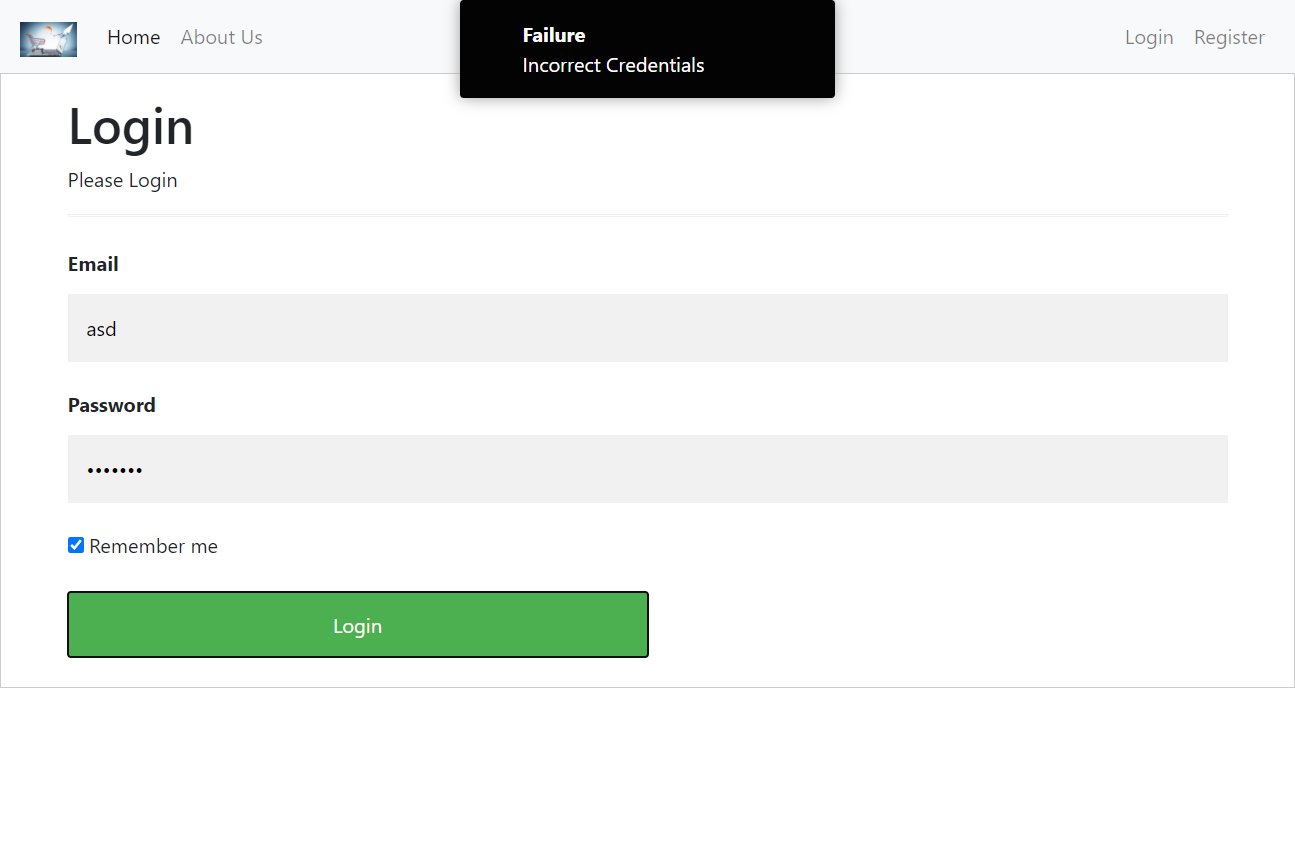 Home About Us
Failure
Incorrect Credentials
Login Register
Login
Please Login
Email
asd
Password
•••••••
Remember me
Login